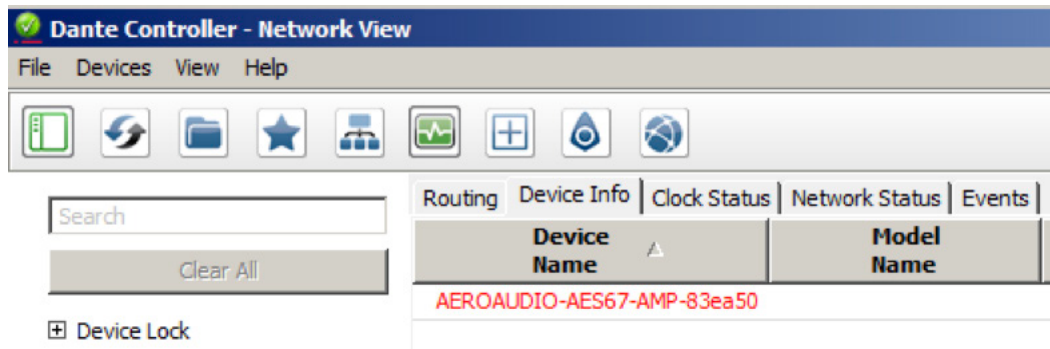 Dante Controller - Network View
File Devices View Help
Search
Clear All
Device Lock
Routing Device Info Clock Status Network Status Events
Device Name Model Name
AEROAUDIO-AES67-AMP-83ea50